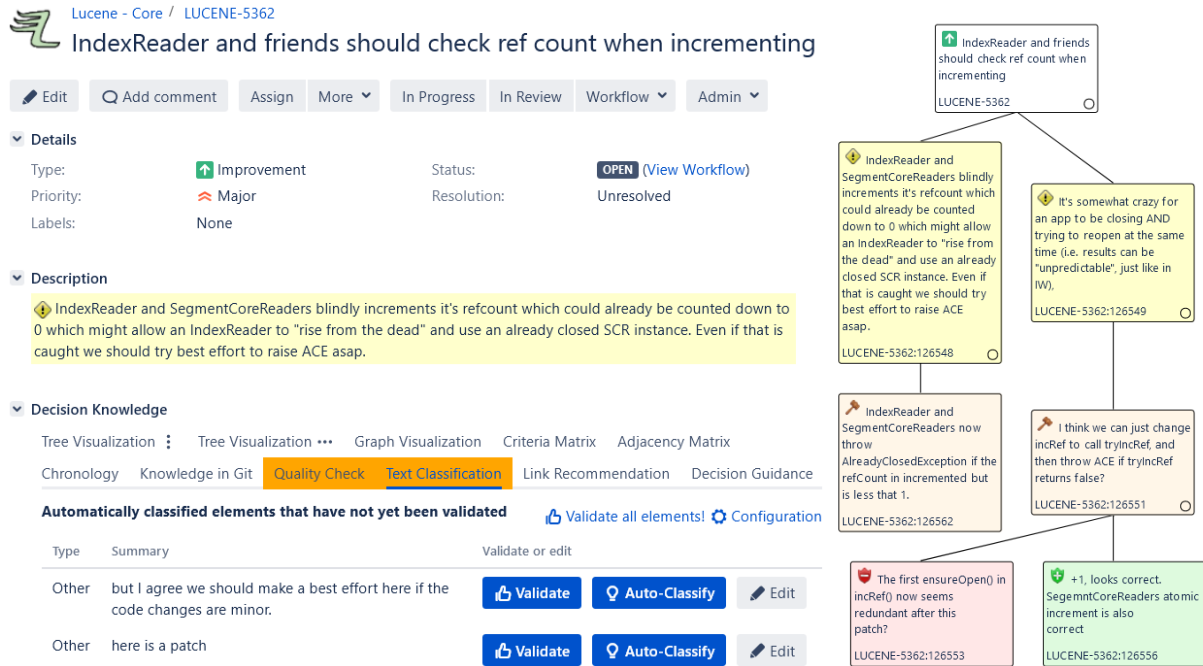 Lucene - Core / LUCENE-5362
IndexReader and friends should check ref count when incrementing
Edit
Add comment
Assign
More
In Progress
In Review
Workflow
Admin
Details
Type:
Improvement
Status:
OPEN (View Workflow)
Priority:
Major
Resolution:
Unresolved
Labels:
None
Description
IndexReader and SegmentCoreReaders blindly increments it's refcount which could already be counted down to
0 which might allow an IndexReader to "rise from the dead" and use an already closed SCR instance. Even if that is
caught we should try best effort to raise ACE asap.
Decision Knowledge
Tree Visualization
Tree Visualization
Graph Visualization
Criteria Matrix
Adjacency Matrix
Chronology
Knowledge in Git
Quality Check
Text Classification
Link Recommendation
Decision Guidance
Automatically classified elements that have not yet been validated
Validate all elements!
Configuration
Type
Summary
Validate or edit
Other
but I agree we should make a best effort here if the
code changes are minor.
Validate
Auto-Classify
Edit
Other
here is a patch
Validate
Auto-Classify
Edit
IndexReader and friends
should check ref count when
incrementing
LUCENE-5362
IndexReader and
SegmentCoreReaders blindly
increments it's refcount which
could already be counted
down to 0 which might allow
an IndexReader to "rise from
the dead" and use an already
closed SCR instance. Even if
that is caught we should try
best effort to raise ACE
asap.
LUCENE-5362:126548
It's somewhat crazy for
an app to be closing AND
trying to reopen at the same
time (i.e. results can be
"unpredictable", just like in
IW),
LUCENE-5362:126549
IndexReader and
SegmentCoreReaders now
throw
AlreadyClosedException if the
refCount in incremented but
is less that 1.
LUCENE-5362:126562
I think we can just change
incRef to call tryIncRef, and
then throw ACE if tryIncRef
returns false?
LUCENE-5362:126551
The first ensureOpen() in
incRef() now seems
redundant after this
patch?
LUCENE-5362:126553
+1, looks correct.
SegemntCoreReaders atomic
increment is also
correct
LUCENE-5362:126556